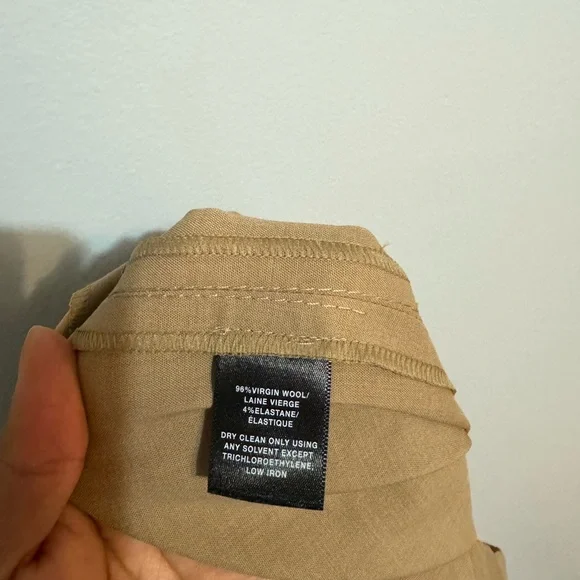 96%VIRGIN WOOL/
LAINE VIERGE
4%ELASTANE/
ÉLASTIQUE
DRY CLEAN ONLY USING
ANY SOLVENT EXCEPT
TRICHLOROETHYLENE;
LOW IRON